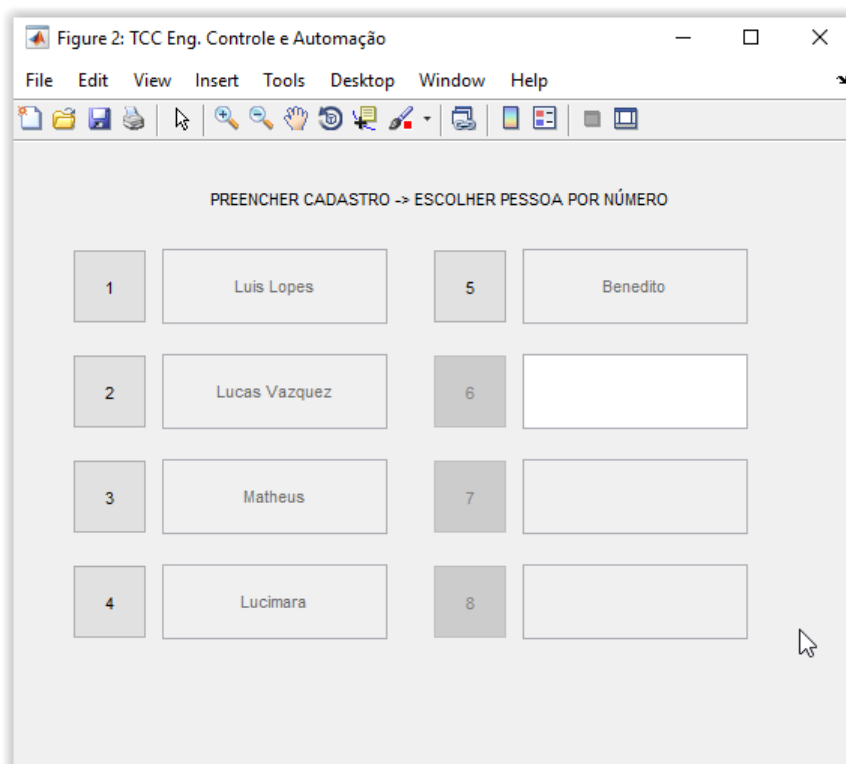 Figure 2: TCC Eng. Controle e Automação
File Edit View Insert Tools Desktop Window Help
PREENCHER CADASTRO -> ESCOLHER PESSOA POR NÚMERO
1 Luis Lopes 5 Benedito
2 Lucas Vazquez 6
3 Matheus 7
4 Lucimara 8